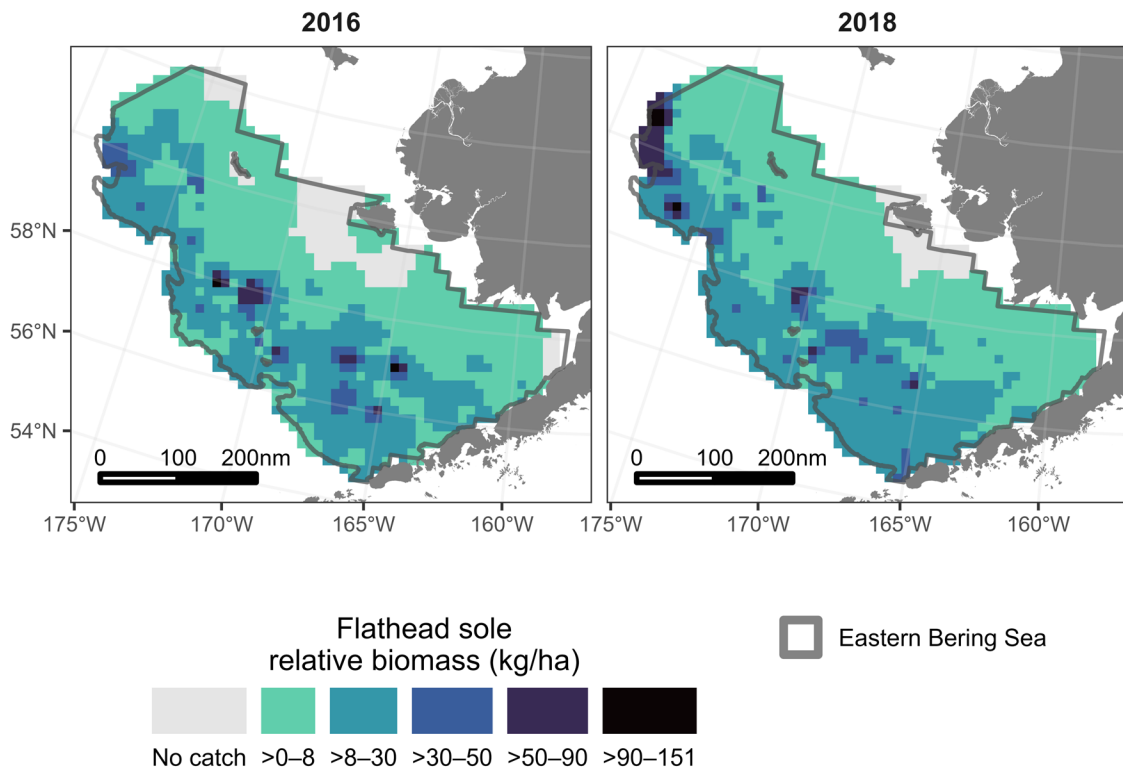 2016
2018
58°N
56°N
54°N
0 100 200nm
0 100 200nm
175°W 170°W 165°W 160°W
175°W 170°W 165°W 160°W
Flathead sole
relative biomass (kg/ha)
Eastern Bering Sea
No catch >0–8 >8–30 >30–50 >50–90 >90–151